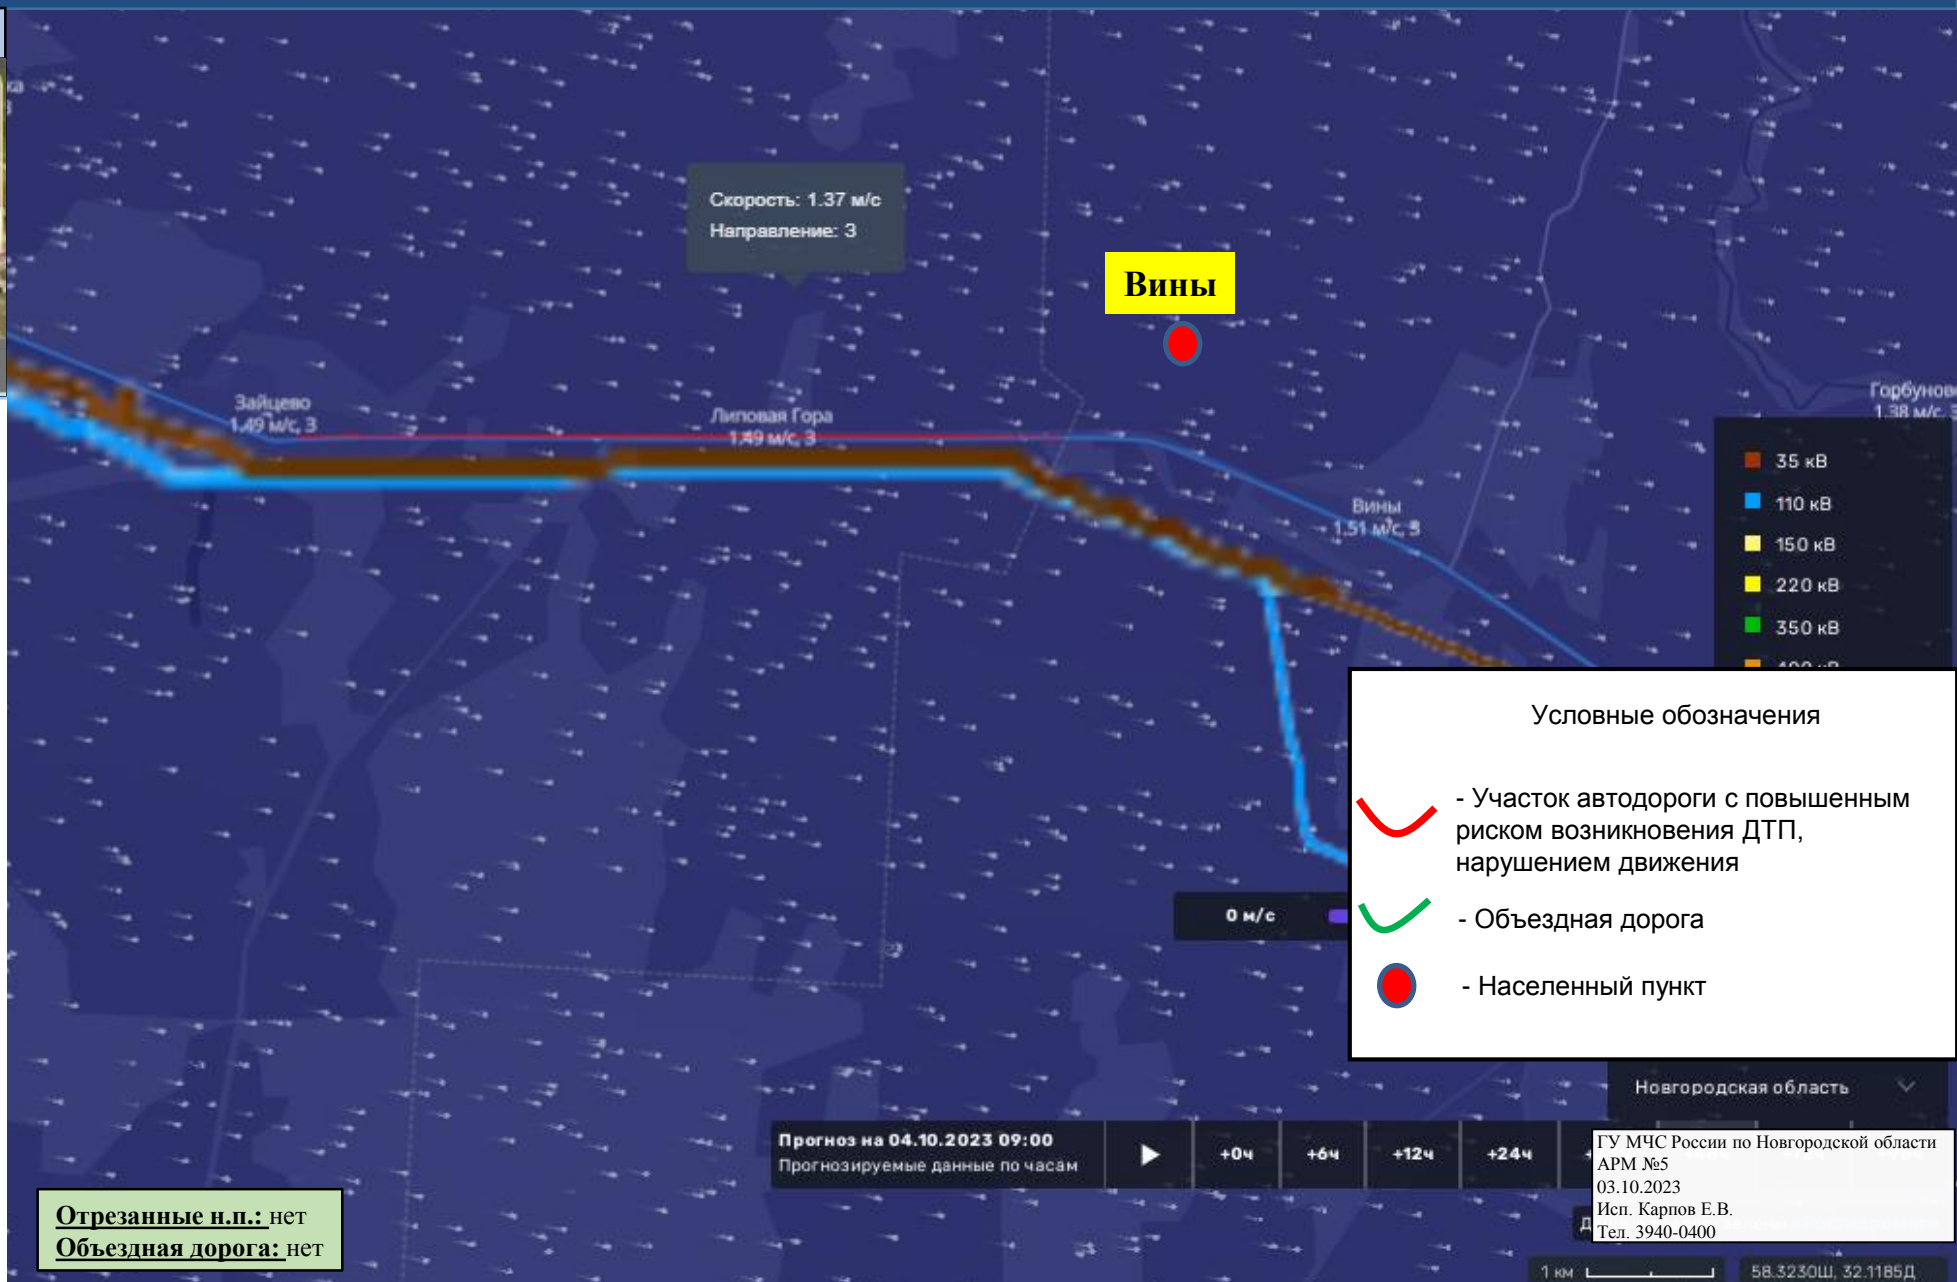 Скорость: 1.37 м/с
Направление: З
Вины
Зайцево
1.49 м/с, З
Липовая Гора
1.49 м/с, З
Горбуново
1.38 м/с, З
Вины
1.51 м/с, З
35 кВ
110 кВ
150 кВ
220 кВ
350 кВ
Условные обозначения
- Участок автодороги с повышенным
риском возникновения ДТП,
нарушением движения
- Объездная дорога
- Населенный пункт
0 м/с
Новгородская область
Прогноз на 04.10.2023 09:00
Прогнозируемые данные по часам
+0ч
+6ч
+12ч
+24ч
ГУ МЧС России по Новгородской области
АРМ №5
03.10.2023
Исп. Карпов Е.В.
Тел. 3940-0400
Отрезанные н.п.: нет
Объездная дорога: нет
1 км
58.3230Ш, 32.1185Д